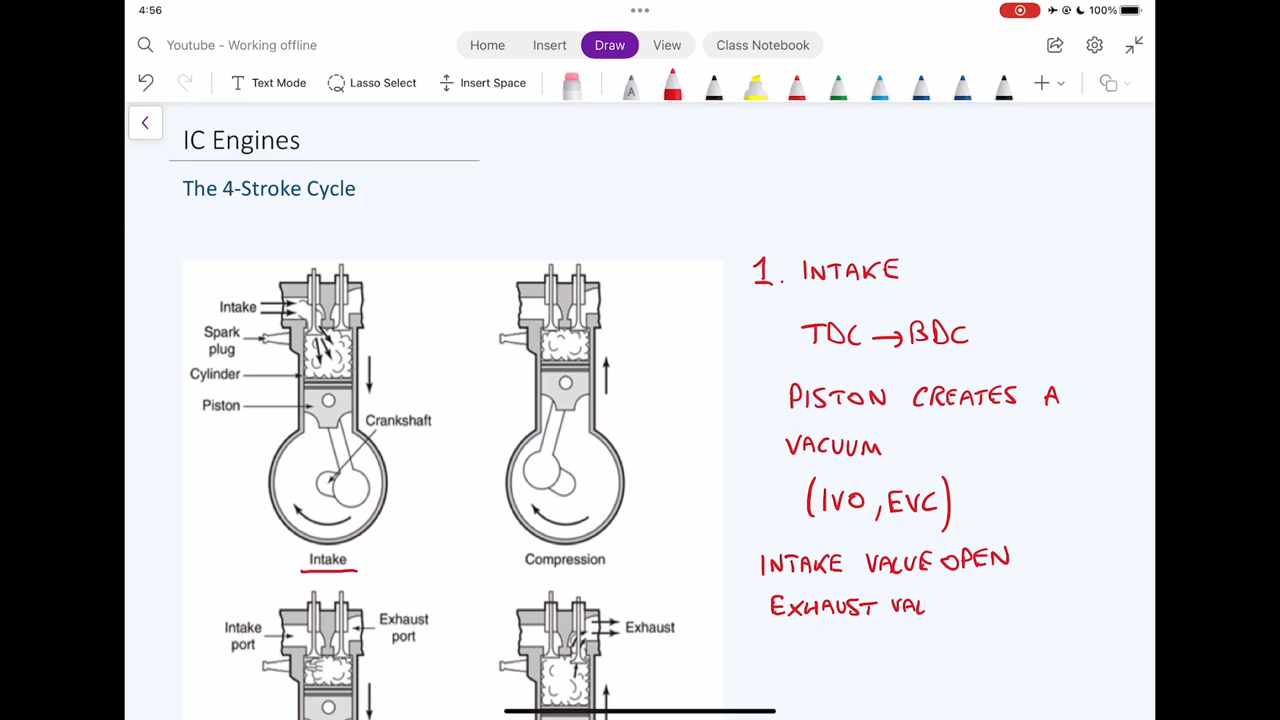 4:56
100%
Youtube - Working offline
Home
Insert
Draw
View
Class Notebook
Text Mode
Lasso Select
Insert Space
A
IC Engines
The 4-Stroke Cycle
Intake
Spark
plug
Cylinder
Piston
Crankshaft
Intake
Compression
Intake
port
Exhaust
port
Exhaust
1. INTAKE
TDC → BDC
PISTON CREATES A
VACUUM
(IVO, EVC)
INTAKE VALVE OPEN
EXHAUST VAL